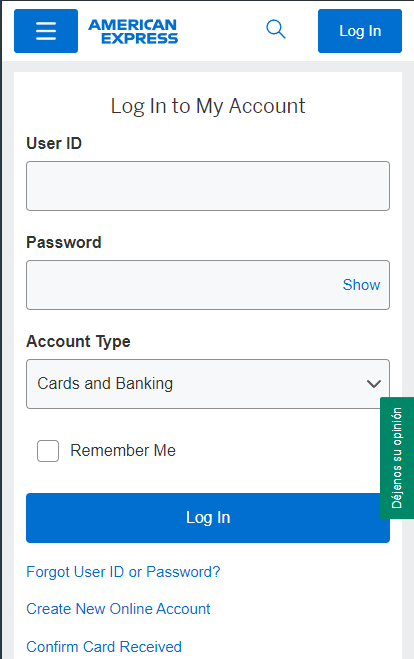 AMERICAN
EXPRESS
Log In
Log In to My Account
User ID
Password
Show
Account Type
Cards and Banking
Remember Me
Déjenos su opinión
Log In
Forgot User ID or Password?
Create New Online Account
Confirm Card Received